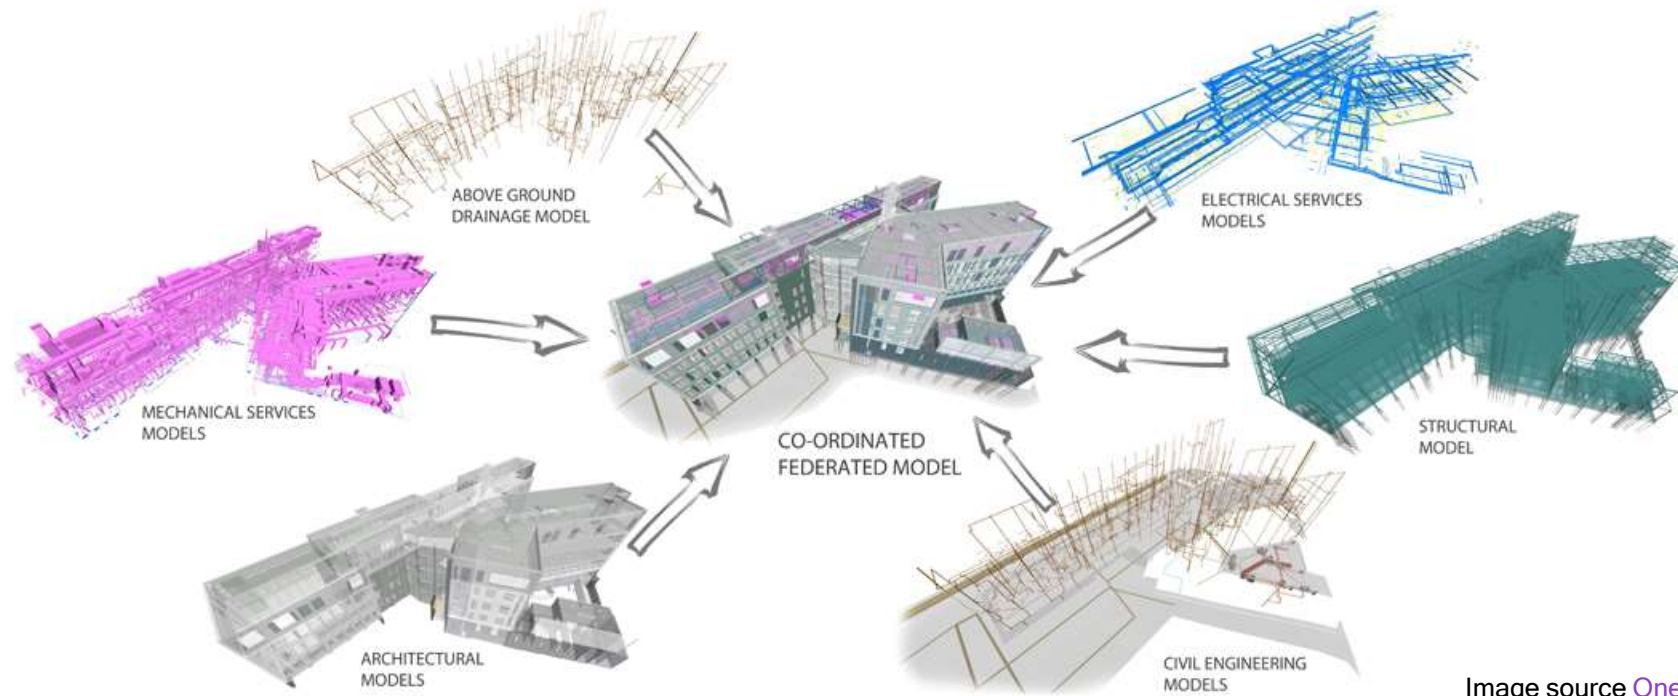 ABOVE GROUND
DRAINAGE MODEL
ELECTRICAL SERVICES
MODELS
MECHANICAL SERVICES
MODELS
CO-ORDINATED
FEDERATED MODEL
STRUCTURAL
MODEL
ARCHITECTURAL
MODELS
CIVIL ENGINEERING
MODELS
Image source One